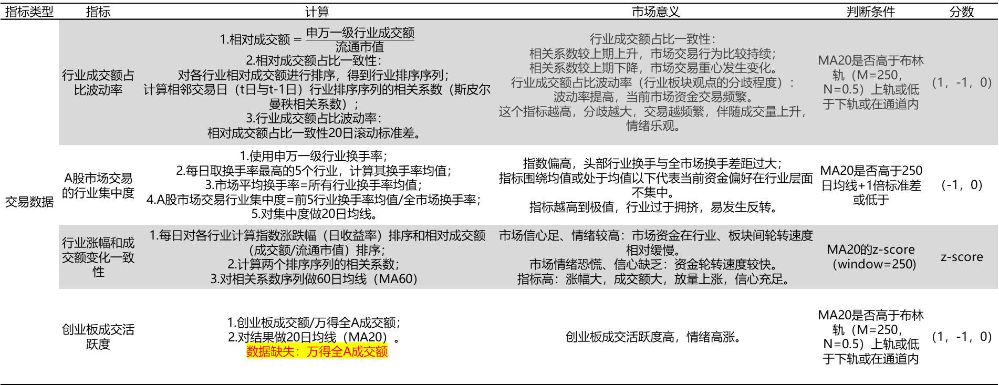 指标类型 指标 计算 市场意义 判断条件 分数
交易数据
行业成交额占
比波动率
1.相对成交额 = 申万一级行业成交额
流通市值
2.相对成交额占比一致性：
对各行业相对成交额进行排序，得到行业排序序列；
计算相邻交易日（t日与t-1日）行业排序序列的相关系数（斯皮尔
曼秩相关系数）；
3.行业成交额占比波动率：
相对成交额占比一致性20日滚动标准差。
行业成交额占比一致性：
相关系数较上期上升，市场交易行为比较持续；
相关系数较上期下降，市场交易重心发生变化。
行业成交额占比波动率（行业板块观点的分歧程度）：
波动率提高，当前市场资金交易频繁。
这个指标越高，分歧越大，交易越频繁，伴随成交量上升，
情绪乐观。
MA20是否高于布林
轨（M=250，
N=0.5）上轨或低
于下轨或在通道内
（1，-1，0）
A股市场交易
的行业集中度
1.使用申万一级行业换手率；
2.每日取换手率最高的5个行业，计算其换手率均值；
3.市场平均换手率=所有行业换手率均值；
4.A股市场交易行业集中度=前5行业换手率均值/全市场换手率；
5.对集中度做20日均线。
指数偏高，头部行业换手与全市场换手差距过大；
指标围绕均值或处于均值以下代表当前资金偏好在行业层面
不集中。
指标越高到极值，行业过于拥挤，易发生反转。
MA20是否高于250
日均线+1倍标准差
或低于
（-1，0）
行业涨幅和成
交额变化一致
性
1.每日对各行业计算指数涨跌幅（日收益率）排序和相对成交额
（成交额/流通市值）排序；
2.计算两个排序序列的相关系数；
3.对相关系数序列做60日均线（MA60）
市场信心足、情绪较高：市场资金在行业、板块间轮转速度
相对缓慢。
市场情绪恐慌、信心缺乏：资金轮转速度较快。
指标高：涨幅大，成交额大，放量上涨，信心充足。
MA20的z-score
（window=250)
z-score
创业板成交活
跃度
1.创业板成交额/万得全A成交额；
2.对结果做20日均线（MA20）。
数据缺失：万得全A成交额
创业板成交活跃度高，情绪高涨。
MA20是否高于布林
轨（M=250，
N=0.5）上轨或低
于下轨或在通道内
（1，-1，0）